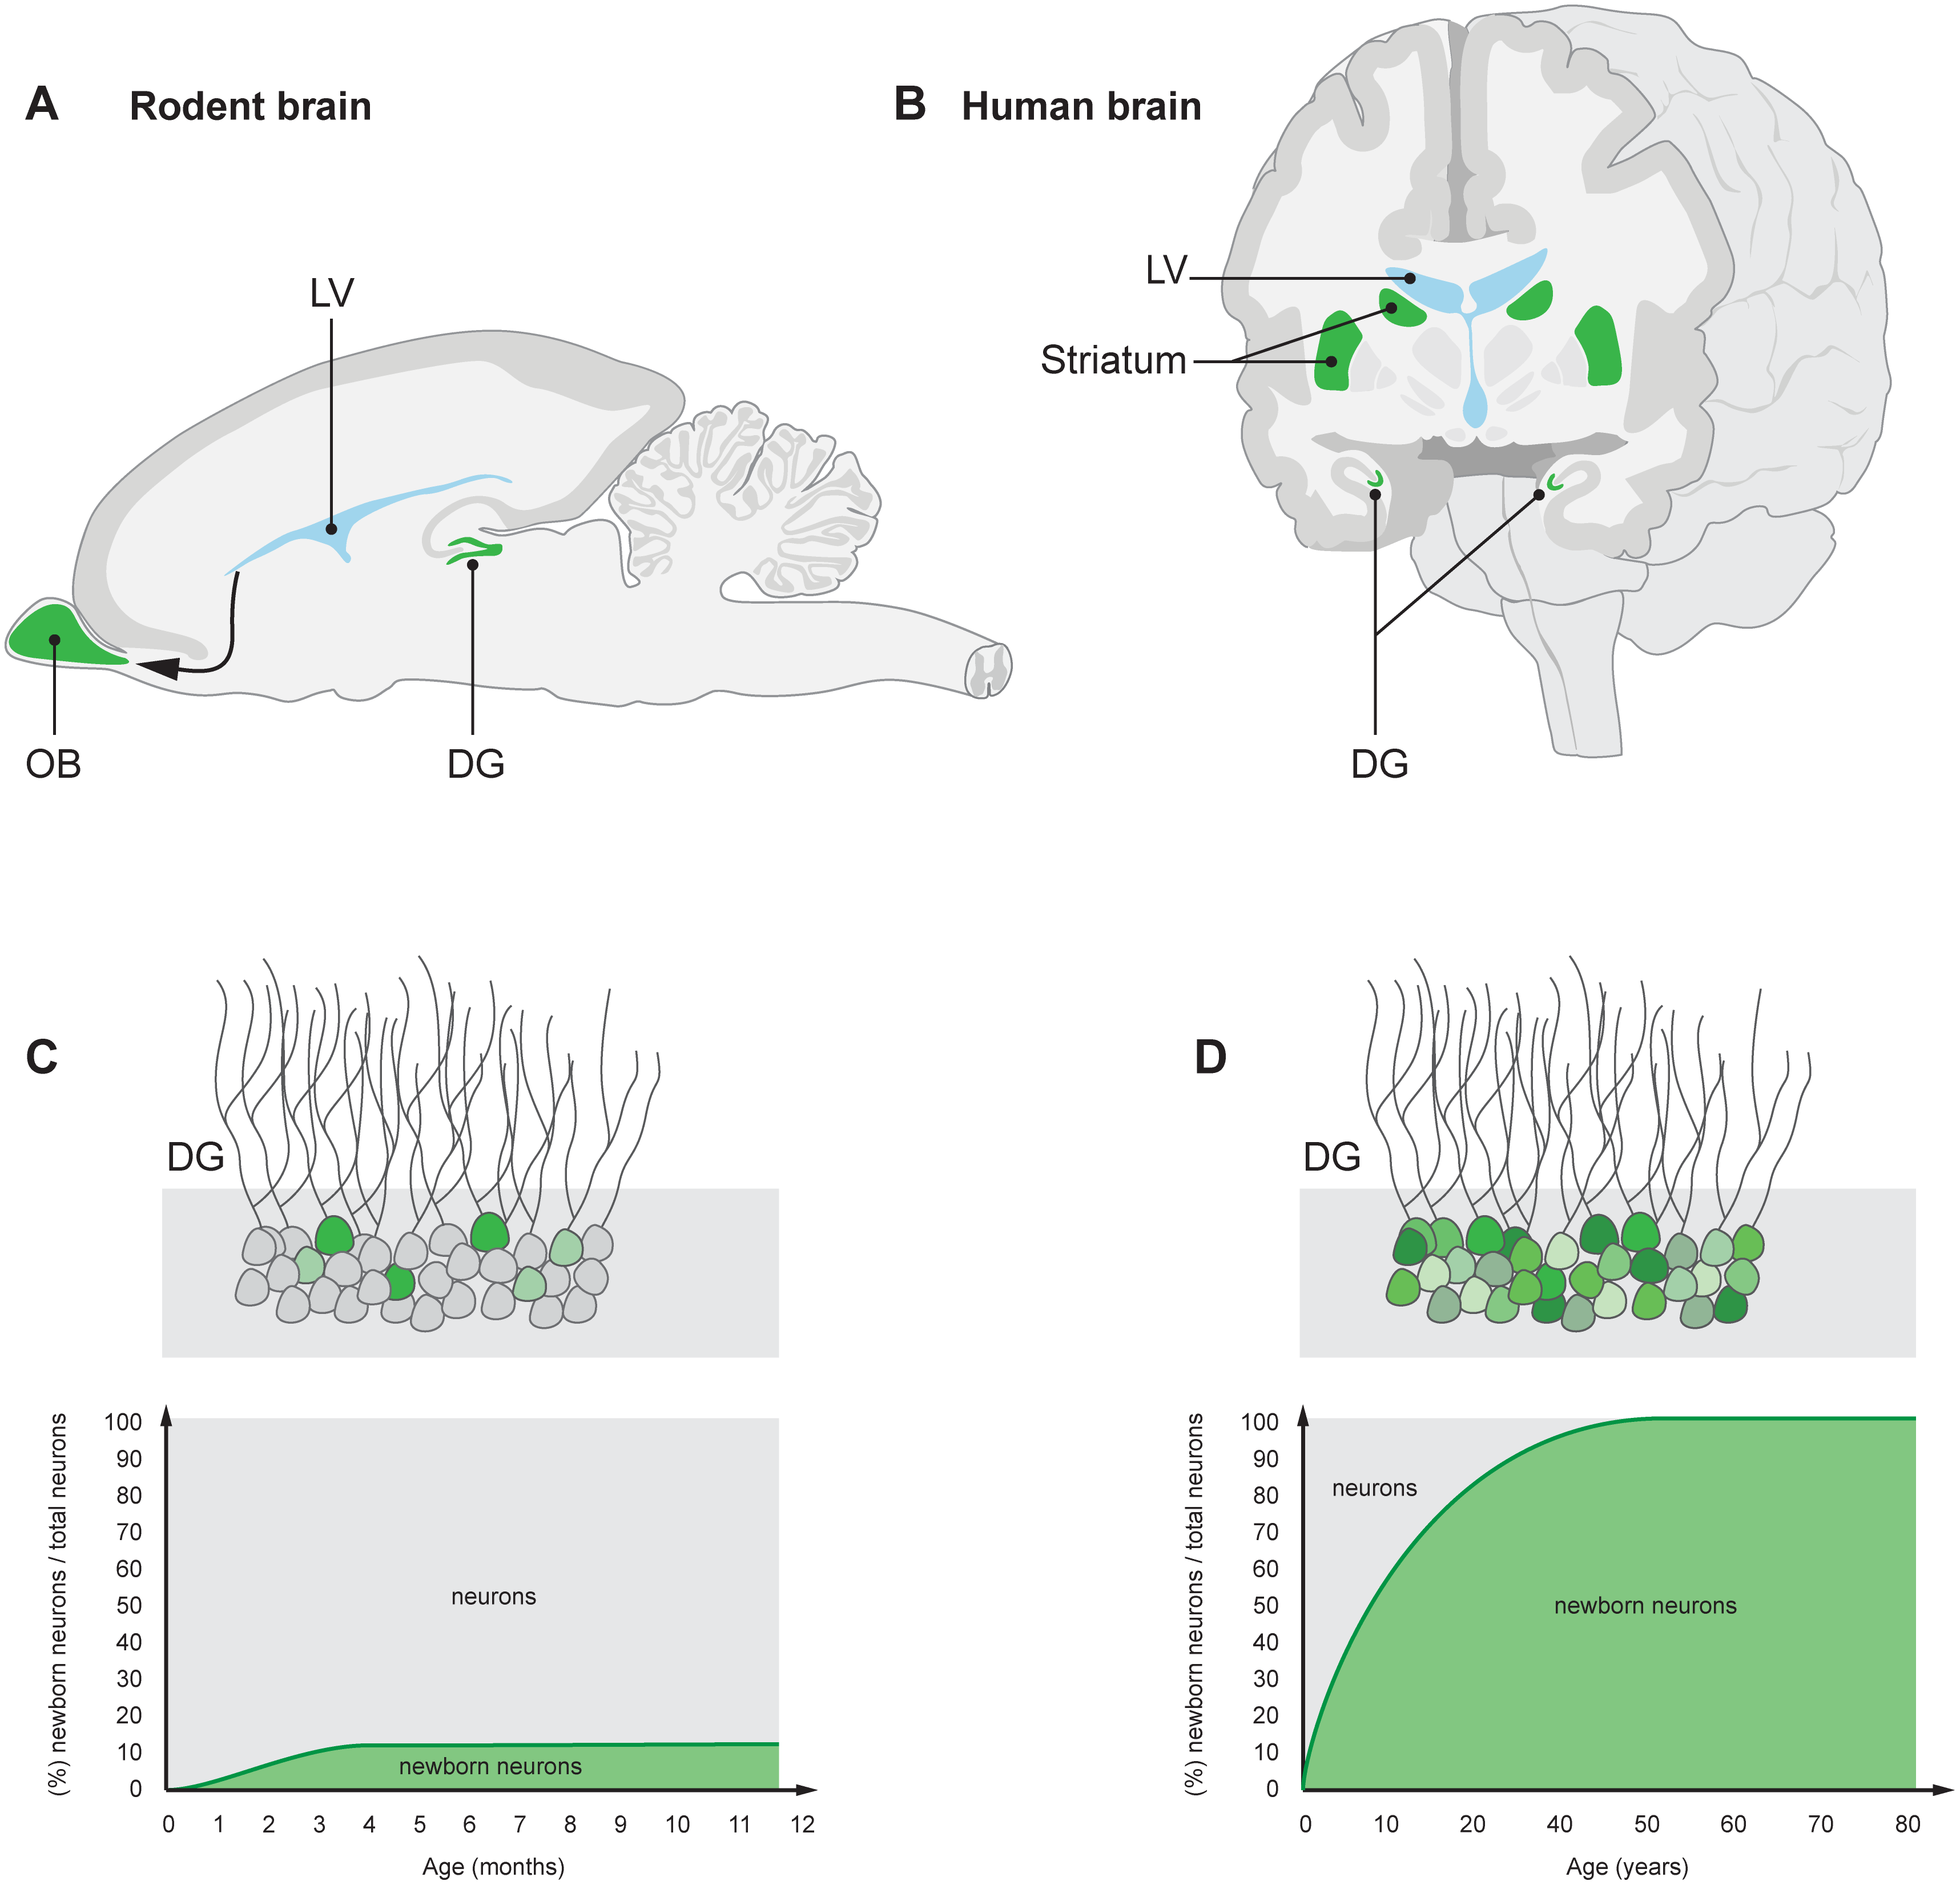 A Rodent brain
LV
OB
DG
B Human brain
LV
Striatum
DG
C
DG
(%) newborn neurons / total neurons
100
90
80
70
60
50
40
30
20
10
0
neurons
newborn neurons
0 1 2 3 4 5 6 7 8 9 10 11 12
Age (months)
D
DG
(%) newborn neurons / total neurons
100
90
80
70
60
50
40
30
20
10
0
neurons
newborn neurons
0 10 20 40 50 60 70 80
Age (years)